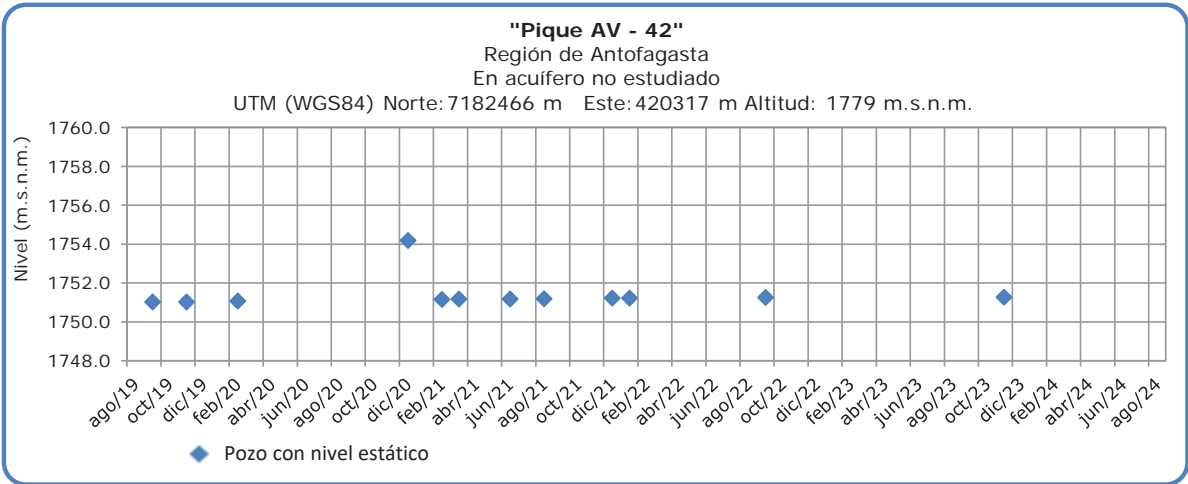 "Pique AV - 42"
Región de Antofagasta
En acuífero no estudiado
UTM (WGS84) Norte: 7182466 m Este: 420317 m Altitud: 1779 m.s.n.m.
Nivel (m.s.n.m.)
1760.0
1758.0
1756.0
1754.0
1752.0
1750.0
1748.0
ago/19 oct/19 dic/19 feb/20 abr/20 jun/20 ago/20 oct/20 dic/20 feb/21 abr/21 jun/21 ago/21 oct/21 dic/21 feb/22 abr/22 jun/22 ago/22 oct/22 dic/22 feb/23 abr/23 jun/23 ago/23 oct/23 dic/23 feb/24 abr/24 jun/24 ago/24
Pozo con nivel estático